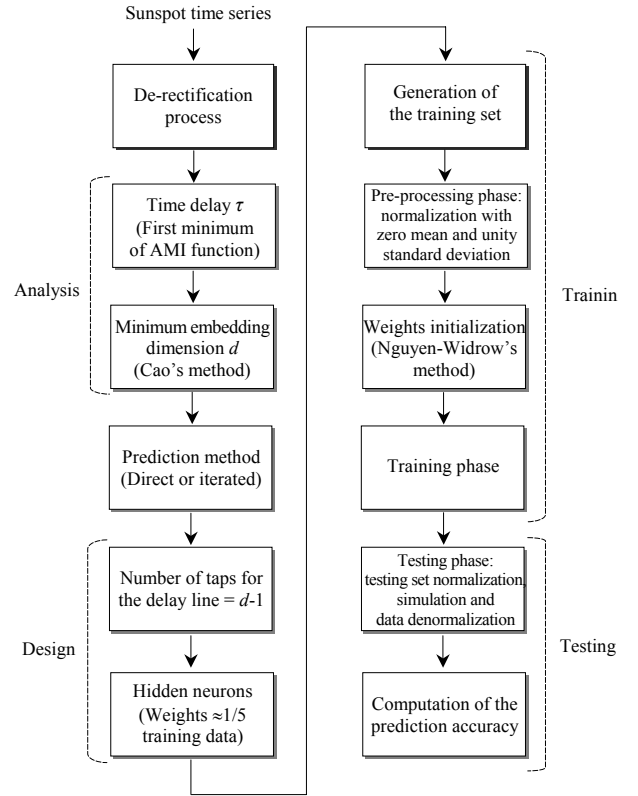 Sunspot time series
De-rectification
process
Analysis
Time delay τ
(First minimum
of AMI function)
Minimum embedding
dimension d
(Cao's method)
Prediction method
(Direct or iterated)
Design
Number of taps for
the delay line = d-1
Hidden neurons
(Weights ≈1/5
training data)
Generation of
the training set
Pre-processing phase:
normalization with
zero mean and unity
standard deviation
Weights initialization
(Nguyen-Widrow's
method)
Training phase
Trainin
Testing phase:
testing set normalization,
simulation and
data denormalization
Computation of the
prediction accuracy
Testing